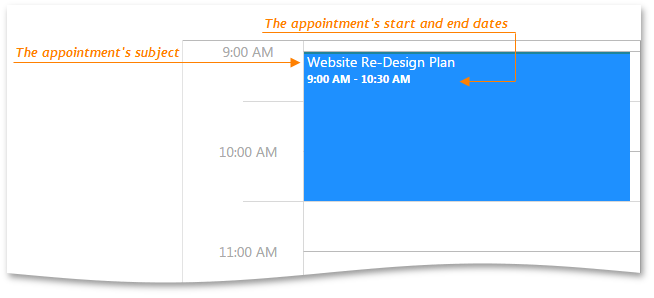 The appointment's start and end dates
The appointment's subject
9:00 AM
Website Re-Design Plan
9:00 AM - 10:30 AM
10:00 AM
11:00 AM